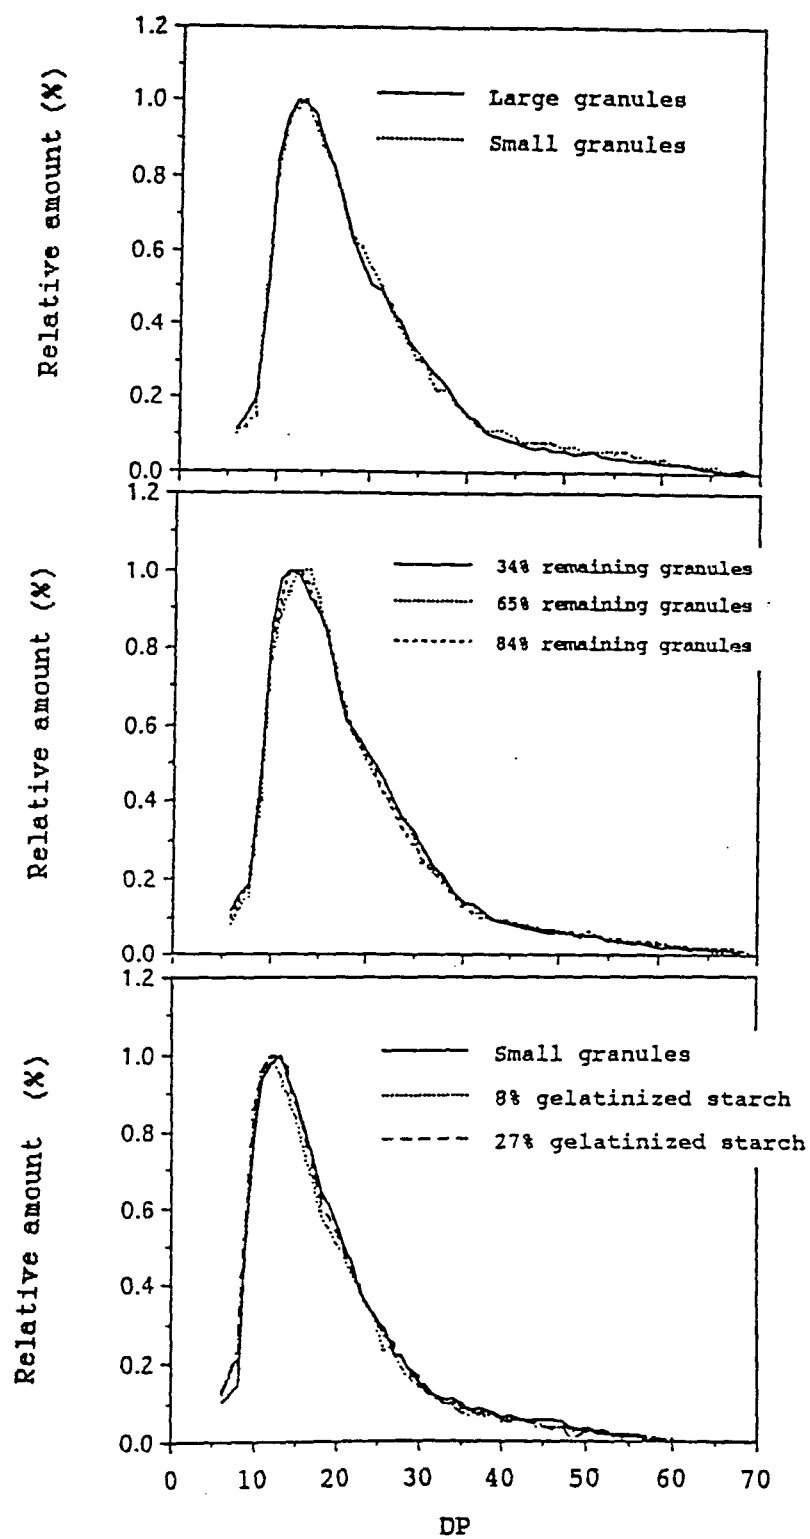 1.2
1.0
0.8
0.6
0.4
0.2
0.0
Relative amount (%)
Large granules
Small granules
1.2
1.0
0.8
0.6
0.4
0.2
0.0
Relative amount (%)
34% remaining granules
65% remaining granules
84% remaining granules
1.2
1.0
0.8
0.6
0.4
0.2
0.0
Relative amount (%)
Small granules
8% gelatinized starch
27% gelatinized starch
0 10 20 30 40 50 60 70
DP